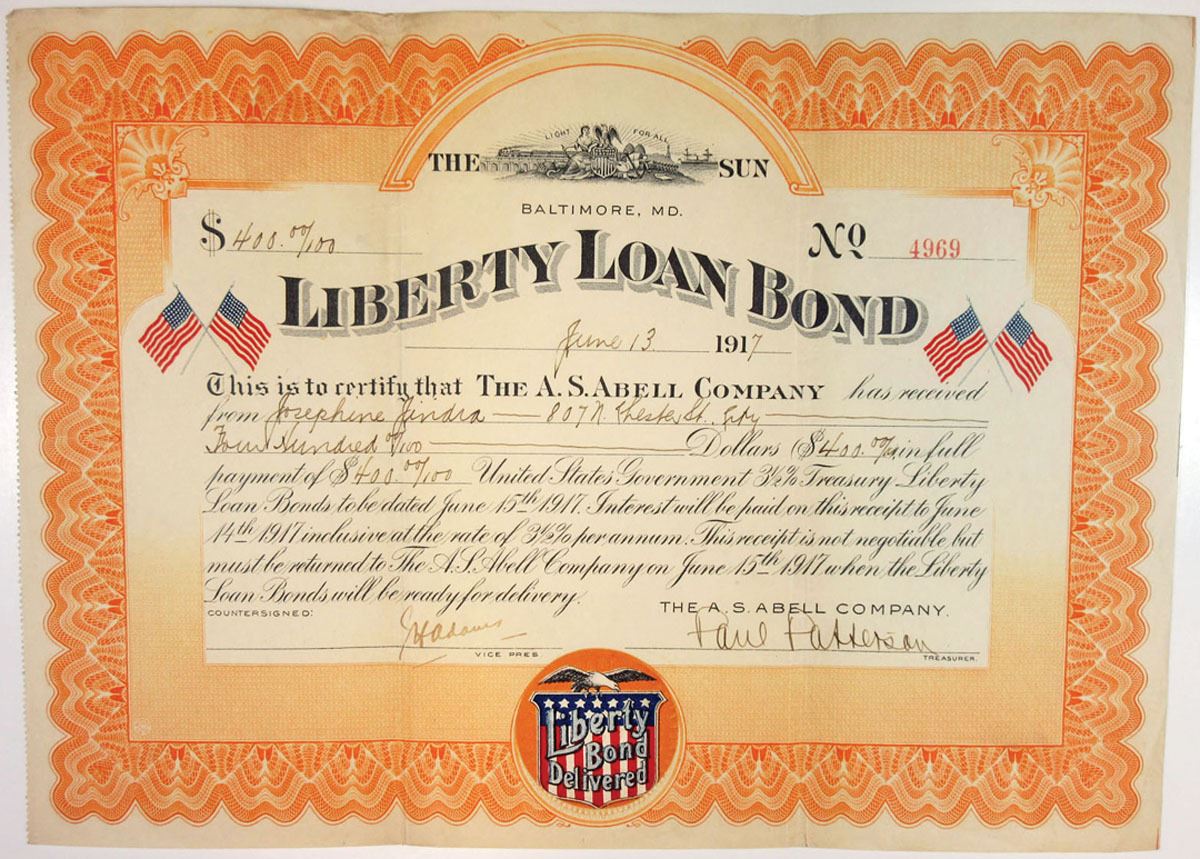 LIGHT FOR ALL
THE SUN
BALTIMORE, MD.
$ 400. 00/100
No 4969
LIBERTY LOAN BOND
June 13 1917
This is to certify that THE A. S. ABELL COMPANY has received
from Josephine Jindra — 807 N. Chester St., City
Four Hundred 00/100 Dollars ($400. 00/100) in full
payment of $400. 00/100 United States Government 3½% Treasury Liberty
Loan Bonds to be dated June 15th 1917. Interest will be paid on this receipt to June
14th 1917 inclusive at the rate of 3½% per annum. This receipt is not negotiable but
must be returned to The A. S. Abell Company on June 15th 1917 when the Liberty
Loan Bonds will be ready for delivery.
COUNTERSIGNED:
THE A. S. ABELL COMPANY.
Adams
Paul Patterson
VICE PRES
TREASURER.
Liberty
Bond
Delivered